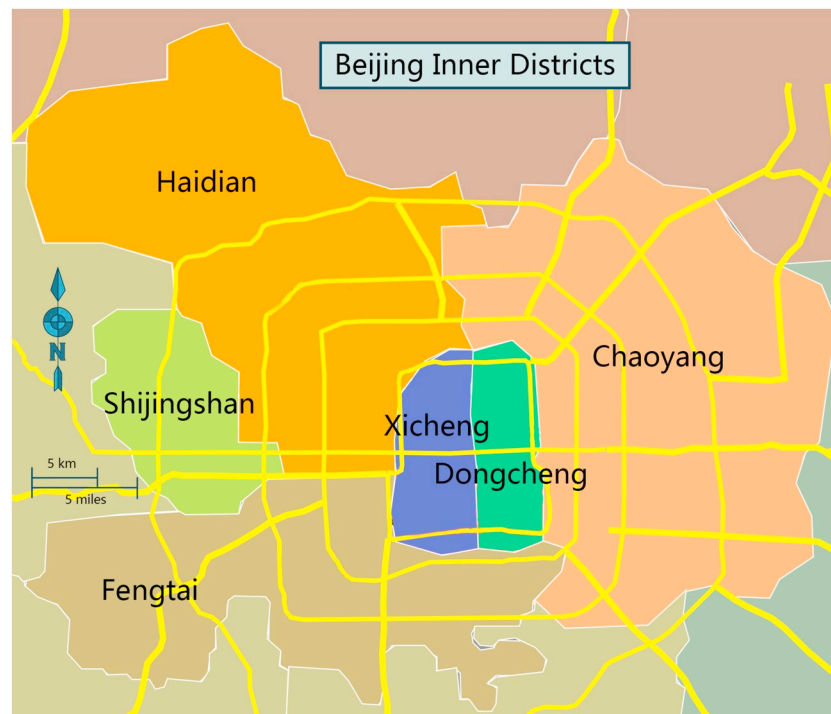 Beijing Inner Districts
Haidian
N
Chaoyang
Shijingshan
Xicheng
5 km
Dongcheng
5 miles
Fengtai